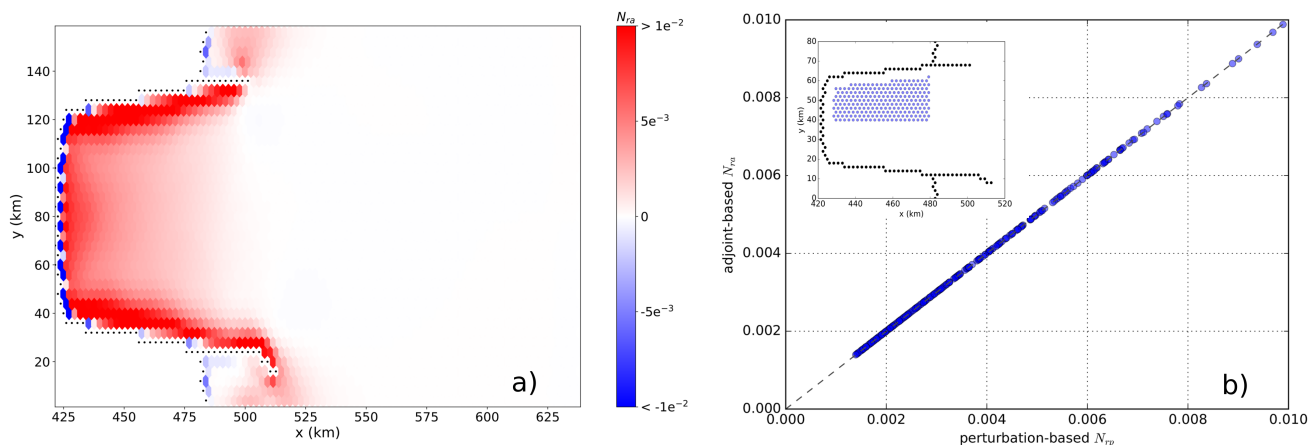 140
120
100
80
60
40
20
y (km)
425 450 475 500 525 550 575 600 625
x (km)
a)
N_ra
> 1e⁻²
5e⁻³
0
-5e⁻³
< -1e⁻²
0.010
0.008
0.006
0.004
0.002
0.000
adjoint-based N_ra
0.000 0.002 0.004 0.006 0.008 0.010
perturbation-based N_rp
b)
80
70
60
50
40
30
20
10
0
y (km)
420 440 460 480 500 520
x (km)